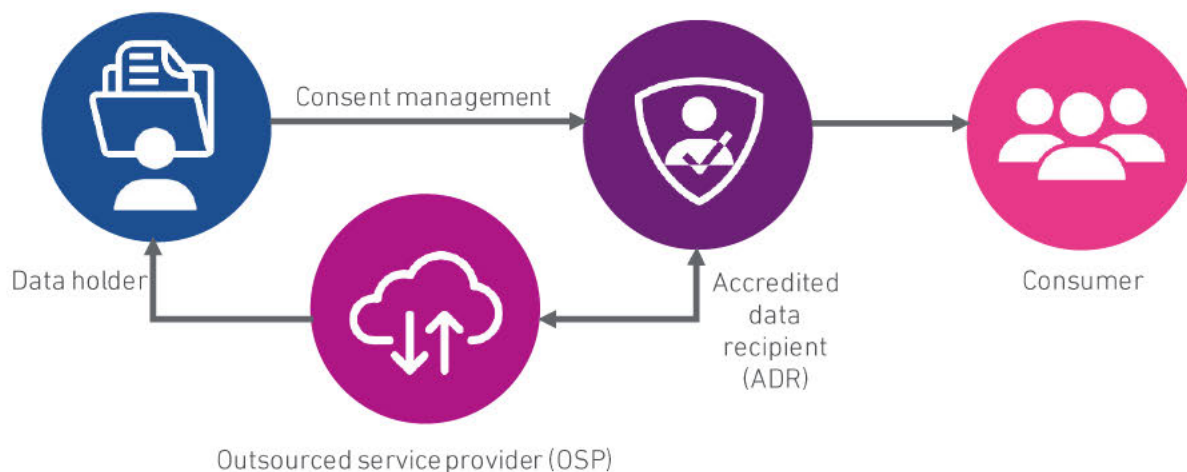 Consent management
Data holder
Accredited
data
recipient
(ADR)
Consumer
Outsourced service provider (OSP)